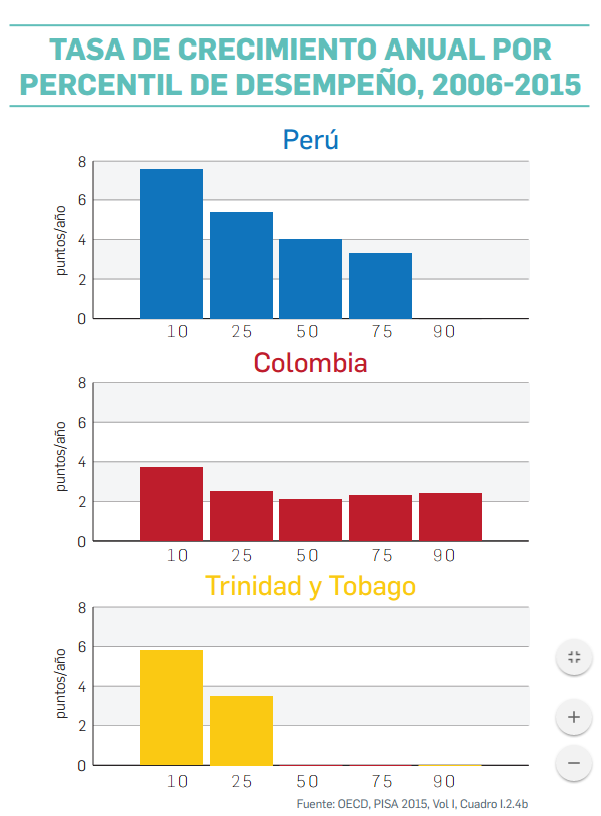 TASA DE CRECIMIENTO ANUAL POR
PERCENTIL DE DESEMPEÑO, 2006-2015
Perú
8
6
4
2
0
puntos/año
10 25 50 75 90
Colombia
8
6
4
2
0
puntos/año
10 25 50 75 90
Trinidad y Tobago
8
6
4
2
0
puntos/año
10 25 50 75 90
Fuente: OECD, PISA 2015, Vol I, Cuadro I.2.4b